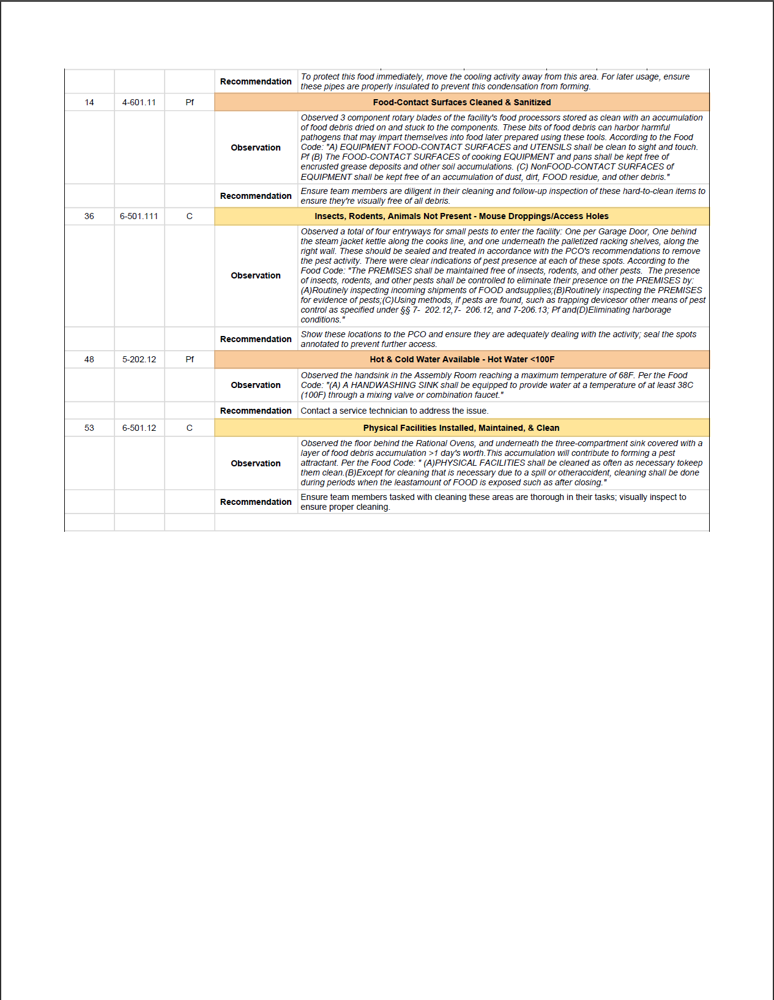 Recommendation
To protect this food immediately, move the cooling activity away from this area. For later usage, ensure
these pipes are properly insulated to prevent this condensation from forming.
14 4-601.11 Pf Food-Contact Surfaces Cleaned & Sanitized
Observation
Observed 3 component rotary blades of the facility's food processors stored as clean with an accumulation
of food debris dried on and stuck to the components. These bits of food debris can harbor harmful
pathogens that may impart themselves into food later prepared using these tools. According to the Food
Code: "A) EQUIPMENT FOOD-CONTACT SURFACES and UTENSILS shall be clean to sight and touch.
Pf (B) The FOOD-CONTACT SURFACES of cooking EQUIPMENT and pans shall be kept free of
encrusted grease deposits and other soil accumulations. (C) NonFOOD-CONTACT SURFACES of
EQUIPMENT shall be kept free of an accumulation of dust, dirt, FOOD residue, and other debris."
Recommendation
Ensure team members are diligent in their cleaning and follow-up inspection of these hard-to-clean items to
ensure they're visually free of all debris.
36 6-501.111 C Insects, Rodents, Animals Not Present - Mouse Droppings/Access Holes
Observation
Observed a total of four entryways for small pests to enter the facility: One per Garage Door, One behind
the steam jacket kettle along the cooks line, and one underneath the palletized racking shelves, along the
right wall. These should be sealed and treated in accordance with the PCO's recommendations to remove
the pest activity. There were clear indications of pest presence at each of these spots. According to the
Food Code: "The PREMISES shall be maintained free of insects, rodents, and other pests.  The presence
of insects, rodents, and other pests shall be controlled to eliminate their presence on the PREMISES by:
(A)Routinely inspecting incoming shipments of FOOD andsupplies;(B)Routinely inspecting the PREMISES
for evidence of pests;(C)Using methods, if pests are found, such as trapping devicesor other means of pest
control as specified under §§ 7-  202.12,7-  206.12, and 7-206.13; Pf and(D)Eliminating harborage
conditions."
Recommendation
Show these locations to the PCO and ensure they are adequately dealing with the activity; seal the spots
annotated to prevent further access.
48 5-202.12 Pf Hot & Cold Water Available - Hot Water <100F
Observation
Observed the handsink in the Assembly Room reaching a maximum temperature of 68F. Per the Food
Code: "(A) A HANDWASHING SINK shall be equipped to provide water at a temperature of at least 38C
(100F) through a mixing valve or combination faucet."
Recommendation Contact a service technician to address the issue.
53 6-501.12 C Physical Facilities Installed, Maintained, & Clean
Observation
Observed the floor behind the Rational Ovens, and underneath the three-compartment sink covered with a
layer of food debris accumulation >1 day's worth.This accumulation will contribute to forming a pest
attractant. Per the Food Code: " (A)PHYSICAL FACILITIES shall be cleaned as often as necessary tokeep
them clean.(B)Except for cleaning that is necessary due to a spill or otheraccident, cleaning shall be done
during periods when the leastamount of FOOD is exposed such as after closing."
Recommendation
Ensure team members tasked with cleaning these areas are thorough in their tasks; visually inspect to
ensure proper cleaning.